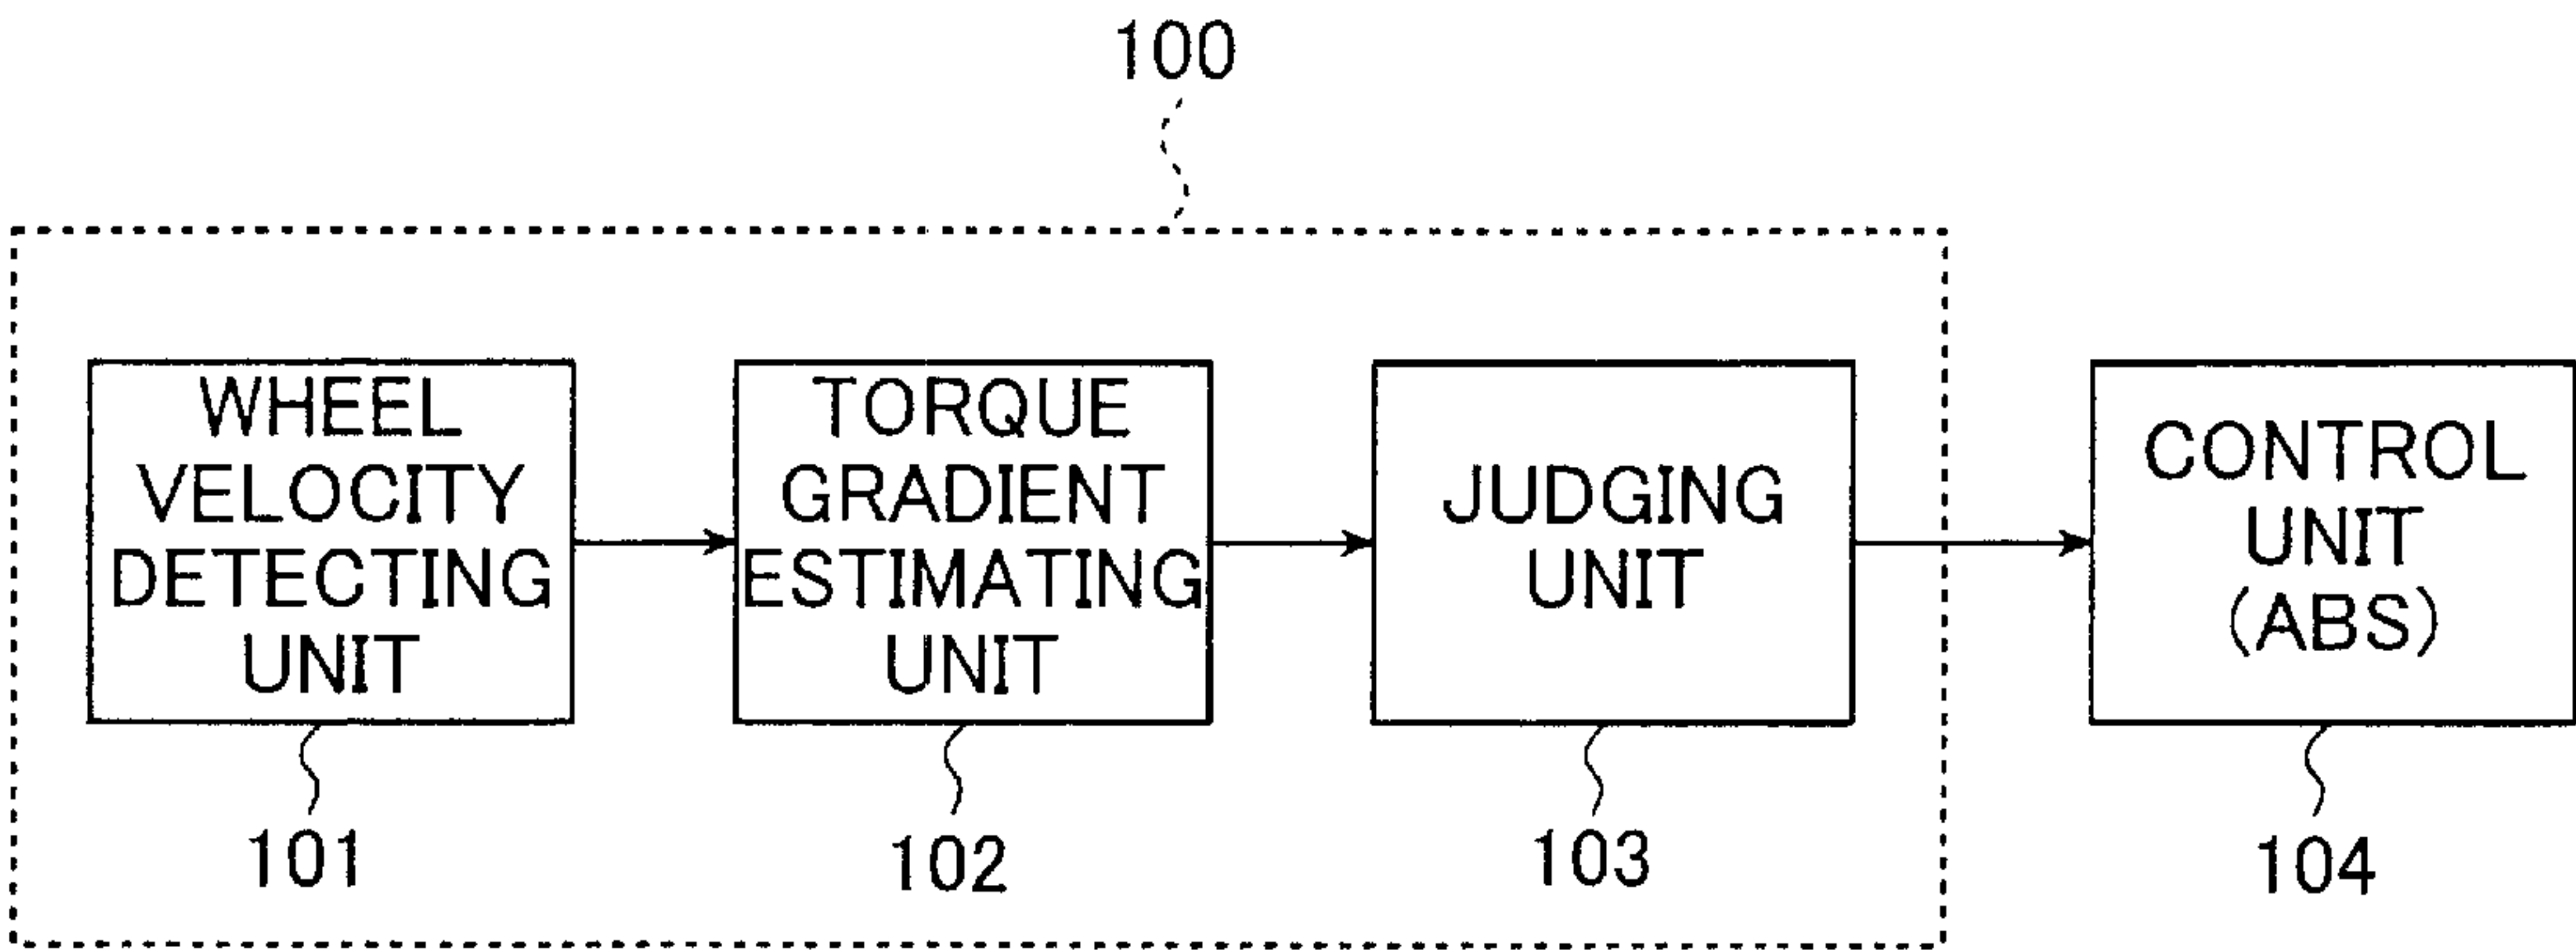 100
WHEEL
VELOCITY
DETECTING
UNIT
TORQUE
GRADIENT
ESTIMATING
UNIT
JUDGING
UNIT
CONTROL
UNIT
(ABS)
101
102
103
104